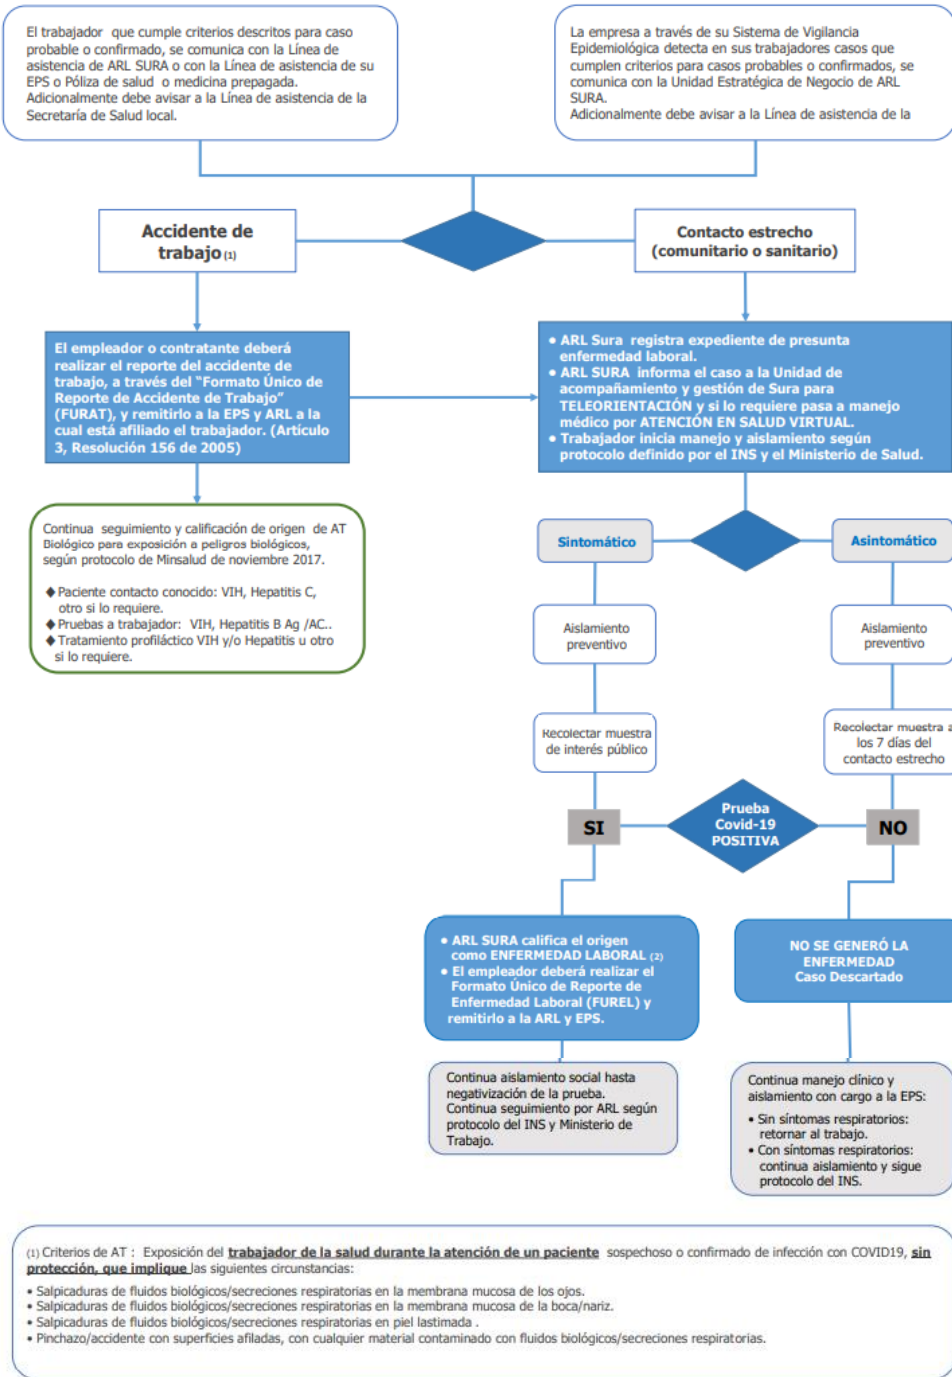 El trabajador que cumple criterios descritos para caso
probable o confirmado, se comunica con la Línea de
asistencia de ARL SURA o con la Línea de asistencia de su
EPS o Póliza de salud o medicina prepagada.
Adicionalmente debe avisar a la Línea de asistencia de la
Secretaría de Salud local.
La empresa a través de su Sistema de Vigilancia
Epidemiológica detecta en sus trabajadores casos que
cumplen criterios para casos probables o confirmados, se
comunica con la Unidad Estratégica de Negocio de ARL
SURA.
Adicionalmente debe avisar a la Línea de asistencia de la
Accidente de
trabajo (1)
Contacto estrecho
(comunitario o sanitario)
El empleador o contratante deberá
realizar el reporte del accidente de
trabajo, a través del "Formato Único de
Reporte de Accidente de Trabajo"
(FURAT), y remitirlo a la EPS y ARL a la
cual está afiliado el trabajador. (Artículo
3, Resolución 156 de 2005)
• ARL Sura registra expediente de presunta
enfermedad laboral.
• ARL SURA informa el caso a la Unidad de
acompañamiento y gestión de Sura para
TELEORIENTACIÓN y si lo requiere pasa a manejo
médico por ATENCIÓN EN SALUD VIRTUAL.
• Trabajador inicia manejo y aislamiento según
protocolo definido por el INS y el Ministerio de Salud.
Continua seguimiento y calificación de origen de AT
Biológico para exposición a peligros biológicos,
según protocolo de Minsalud de noviembre 2017.
◆ Paciente contacto conocido: VIH, Hepatitis C,
otro si lo requiere.
◆ Pruebas a trabajador: VIH, Hepatitis B Ag /AC..
◆ Tratamiento profiláctico VIH y/o Hepatitis u otro
si lo requiere.
Sintomático
Asintomático
Aislamiento
preventivo
Aislamiento
preventivo
Recolectar muestra
de interés público
Recolectar muestra a
los 7 días del
contacto estrecho
SI
Prueba
Covid-19
POSITIVA
NO
• ARL SURA califica el origen
como ENFERMEDAD LABORAL (2)
• El empleador deberá realizar el
Formato Único de Reporte de
Enfermedad Laboral (FUREL) y
remitirlo a la ARL y EPS.
NO SE GENERÓ LA
ENFERMEDAD
Caso Descartado
Continua aislamiento social hasta
negativización de la prueba.
Continua seguimiento por ARL según
protocolo del INS y Ministerio de
Trabajo.
Continua manejo clínico y
aislamiento con cargo a la EPS:
• Sin síntomas respiratorios:
retornar al trabajo.
• Con síntomas respiratorios:
continua aislamiento y sigue
protocolo del INS.
(1) Criterios de AT : Exposición del trabajador de la salud durante la atención de un paciente sospechoso o confirmado de infección con COVID19, sin
protección, que implique las siguientes circunstancias:
• Salpicaduras de fluidos biológicos/secreciones respiratorias en la membrana mucosa de los ojos.
• Salpicaduras de fluidos biológicos/secreciones respiratorias en la membrana mucosa de la boca/nariz.
• Salpicaduras de fluidos biológicos/secreciones respiratorias en piel lastimada .
• Pinchazo/accidente con superficies afiladas, con cualquier material contaminado con fluidos biológicos/secreciones respiratorias.